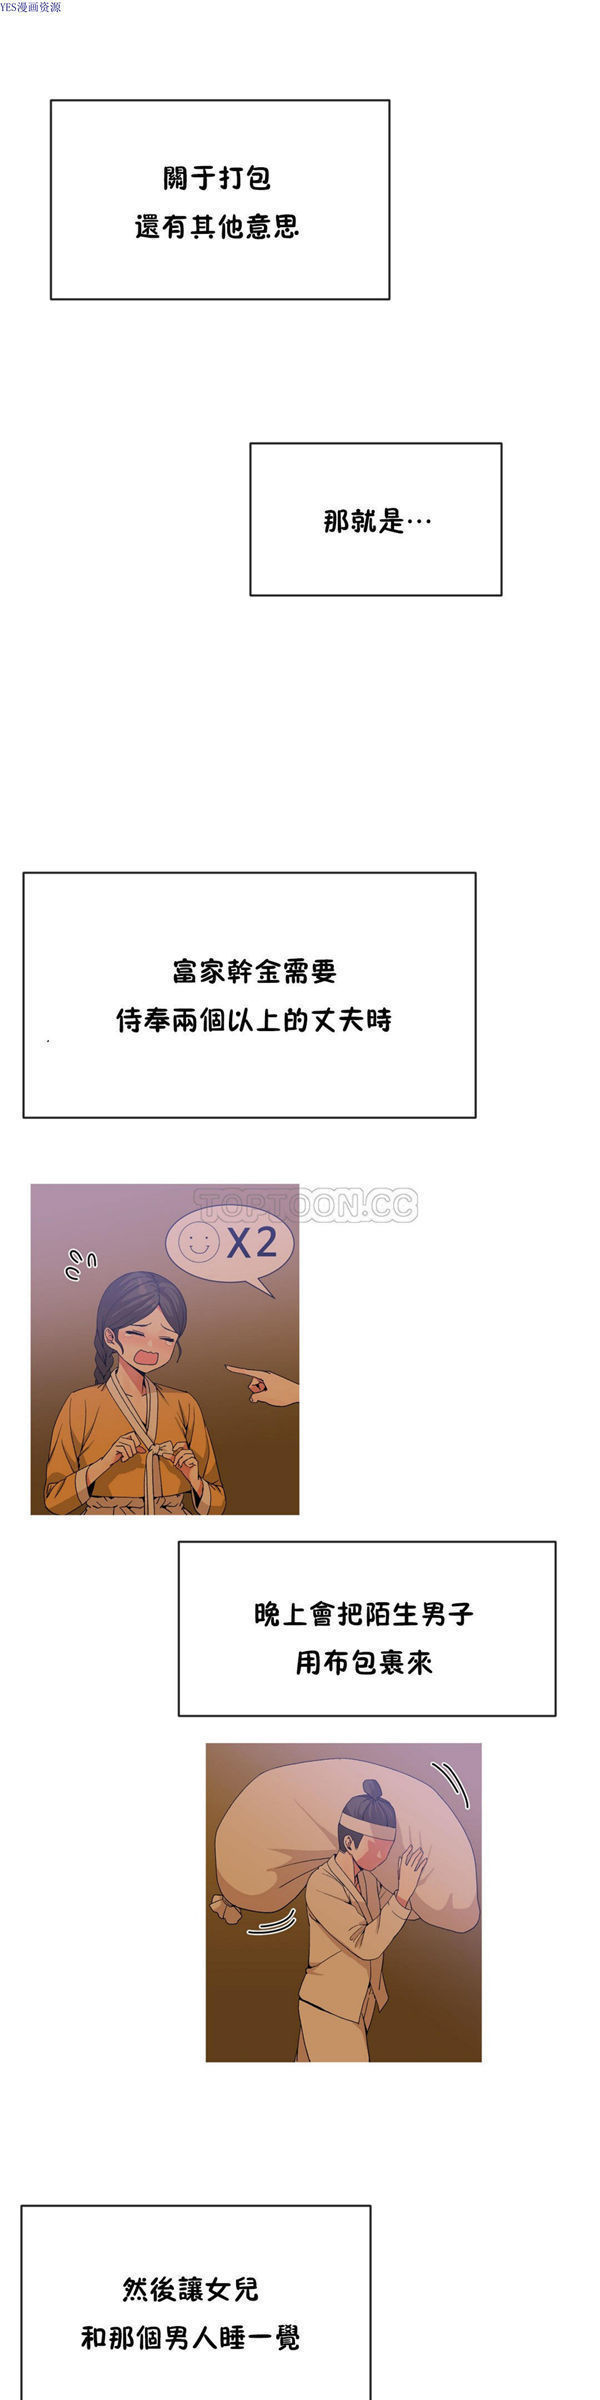 YES漫画资源
關于打包
還有其他意思
那就是…
富家幹金需要
侍奉兩個以上的丈夫時
TOPTOON.CC
X2
晚上會把陌生男子
用布包裹來
然後讓女兒
和那個男人睡一覺